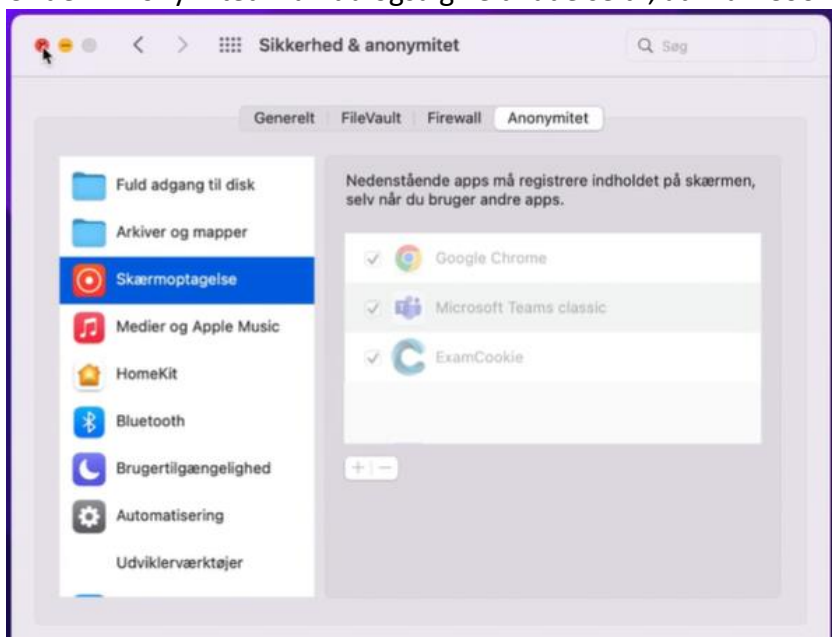 Sikkerhed & anonymitet
Søg
Generelt
FileVault
Firewall
Anonymitet
Fuld adgang til disk
Arkiver og mapper
Skærmoptagelse
Medier og Apple Music
HomeKit
Bluetooth
Brugertilgængelighed
Automatisering
Udviklerværktøjer
Nedenstående apps må registrere indholdet på skærmen,
selv når du bruger andre apps.
Google Chrome
Microsoft Teams classic
ExamCookie